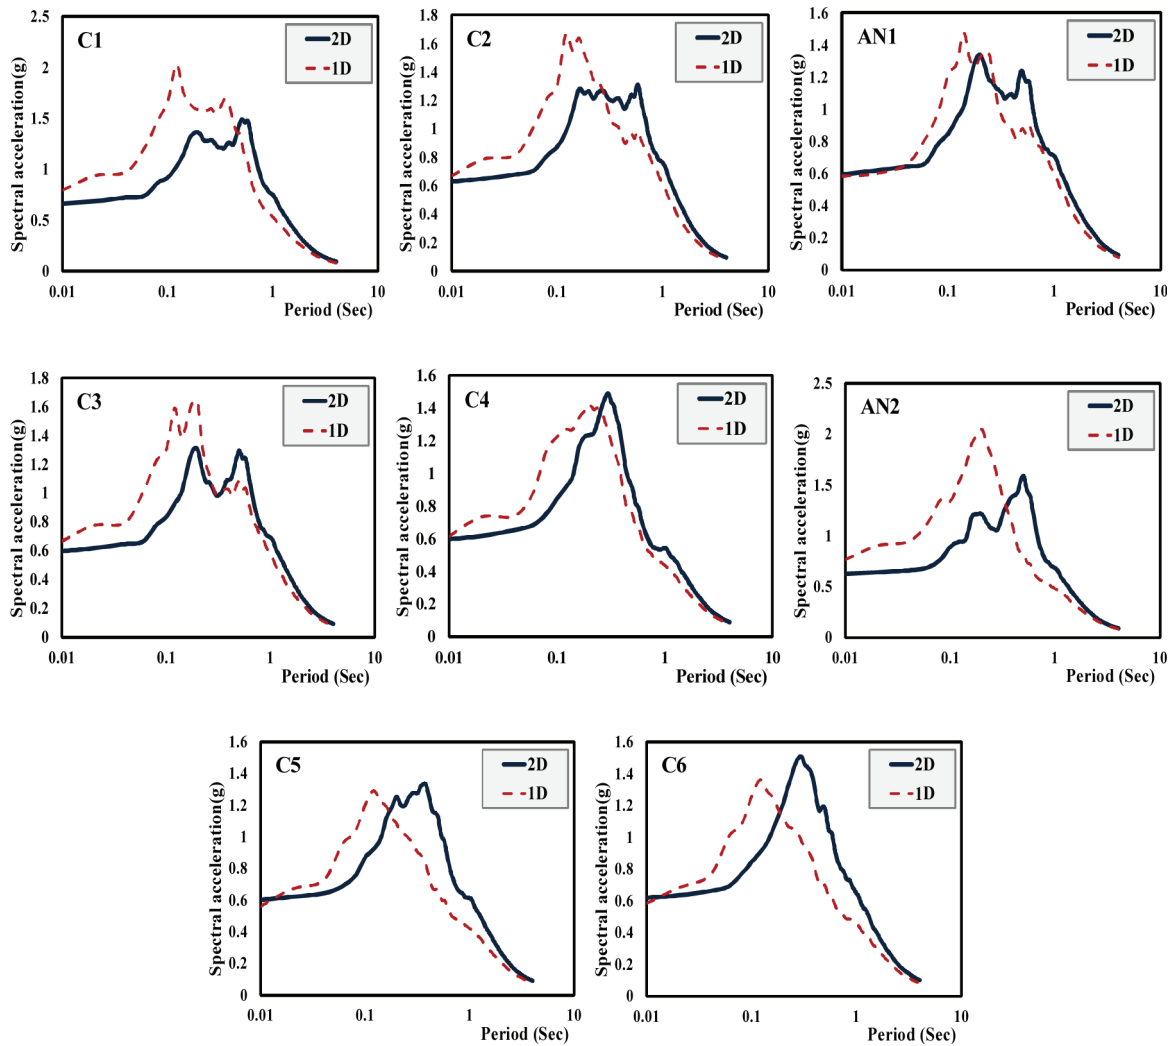 C1
2D
1D
Spectral acceleration(g)
2.5
2
1.5
1
0.5
0
0.01
0.1
1
10
Period (Sec)
C2
2D
1D
Spectral acceleration(g)
1.8
1.6
1.4
1.2
1
0.8
0.6
0.4
0.2
0
0.01
0.1
1
10
Period (Sec)
AN1
2D
1D
Spectral acceleration(g)
1.6
1.4
1.2
1
0.8
0.6
0.4
0.2
0
0.01
0.1
1
10
Period (Sec)
C3
2D
1D
Spectral acceleration(g)
1.8
1.6
1.4
1.2
1
0.8
0.6
0.4
0.2
0
0.01
0.1
1
10
Period (Sec)
C4
2D
1D
Spectral acceleration(g)
1.6
1.4
1.2
1
0.8
0.6
0.4
0.2
0
0.01
0.1
1
10
Period (Sec)
AN2
2D
1D
Spectral acceleration(g)
2.5
2
1.5
1
0.5
0
0.01
0.1
1
10
Period (Sec)
C5
2D
1D
Spectral acceleration(g)
1.6
1.4
1.2
1
0.8
0.6
0.4
0.2
0
0.01
0.1
1
10
Period (Sec)
C6
2D
1D
Spectral acceleration(g)
1.6
1.4
1.2
1
0.8
0.6
0.4
0.2
0
0.01
0.1
1
10
Period (Sec)